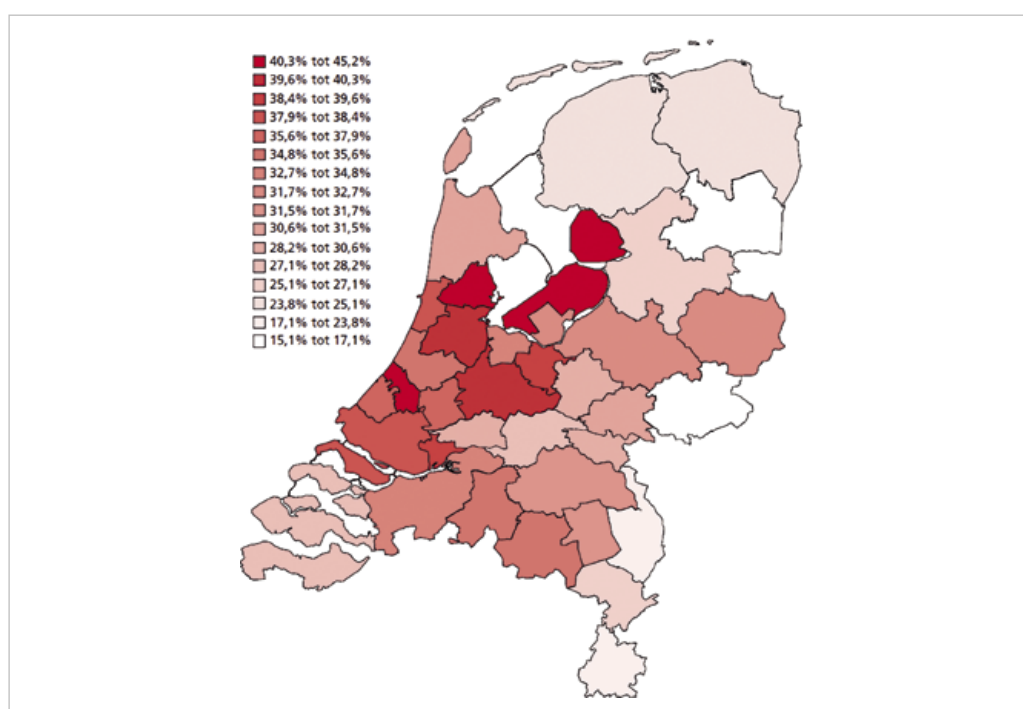 40,3% tot 45,2%
39,6% tot 40,3%
38,4% tot 39,6%
37,9% tot 38,4%
35,6% tot 37,9%
34,8% tot 35,6%
32,7% tot 34,8%
31,7% tot 32,7%
31,5% tot 31,7%
30,6% tot 31,5%
28,2% tot 30,6%
27,1% tot 28,2%
25,1% tot 27,1%
23,8% tot 25,1%
17,1% tot 23,8%
15,1% tot 17,1%